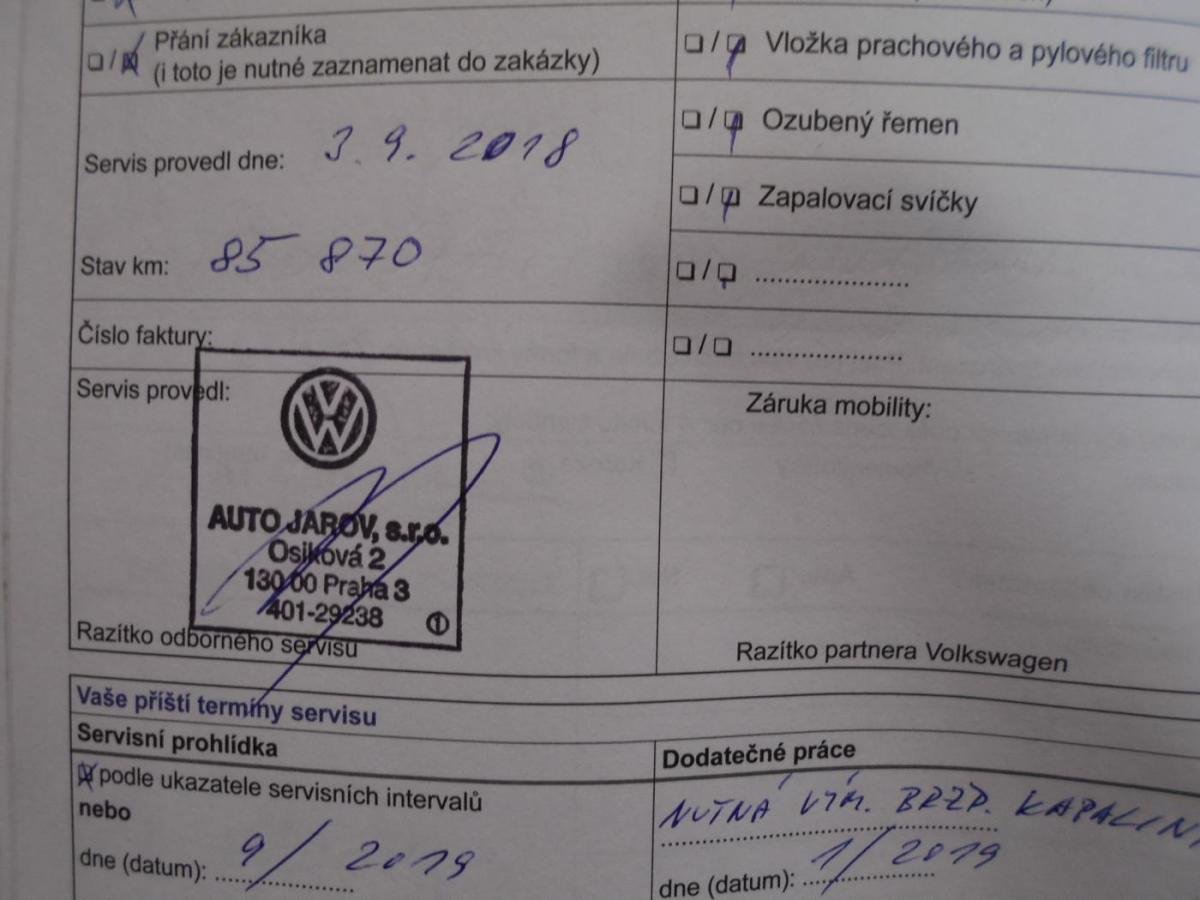 Přání zákazníka
(i toto je nutné zaznamenat do zakázky)
Servis provedl dne: 3. 9. 2018
Stav km: 85 870
Číslo faktury:
Servis provedl:
AUTO JAROV, s.r.o.
Osiková 2
130 00 Praha 3
401-29238
1
Razítko odborného servisu
Vložka prachového a pylového filtru
Ozubený řemen
Zapalovací svíčky
Záruka mobility:
Razítko partnera Volkswagen
Vaše příští termíny servisu
Servisní prohlídka
podle ukazatele servisních intervalů
nebo
dne (datum): 9/2019
Dodatečné práce
NUTNÁ VÝM. BRZD. KAPALIN
dne (datum): 1/2019